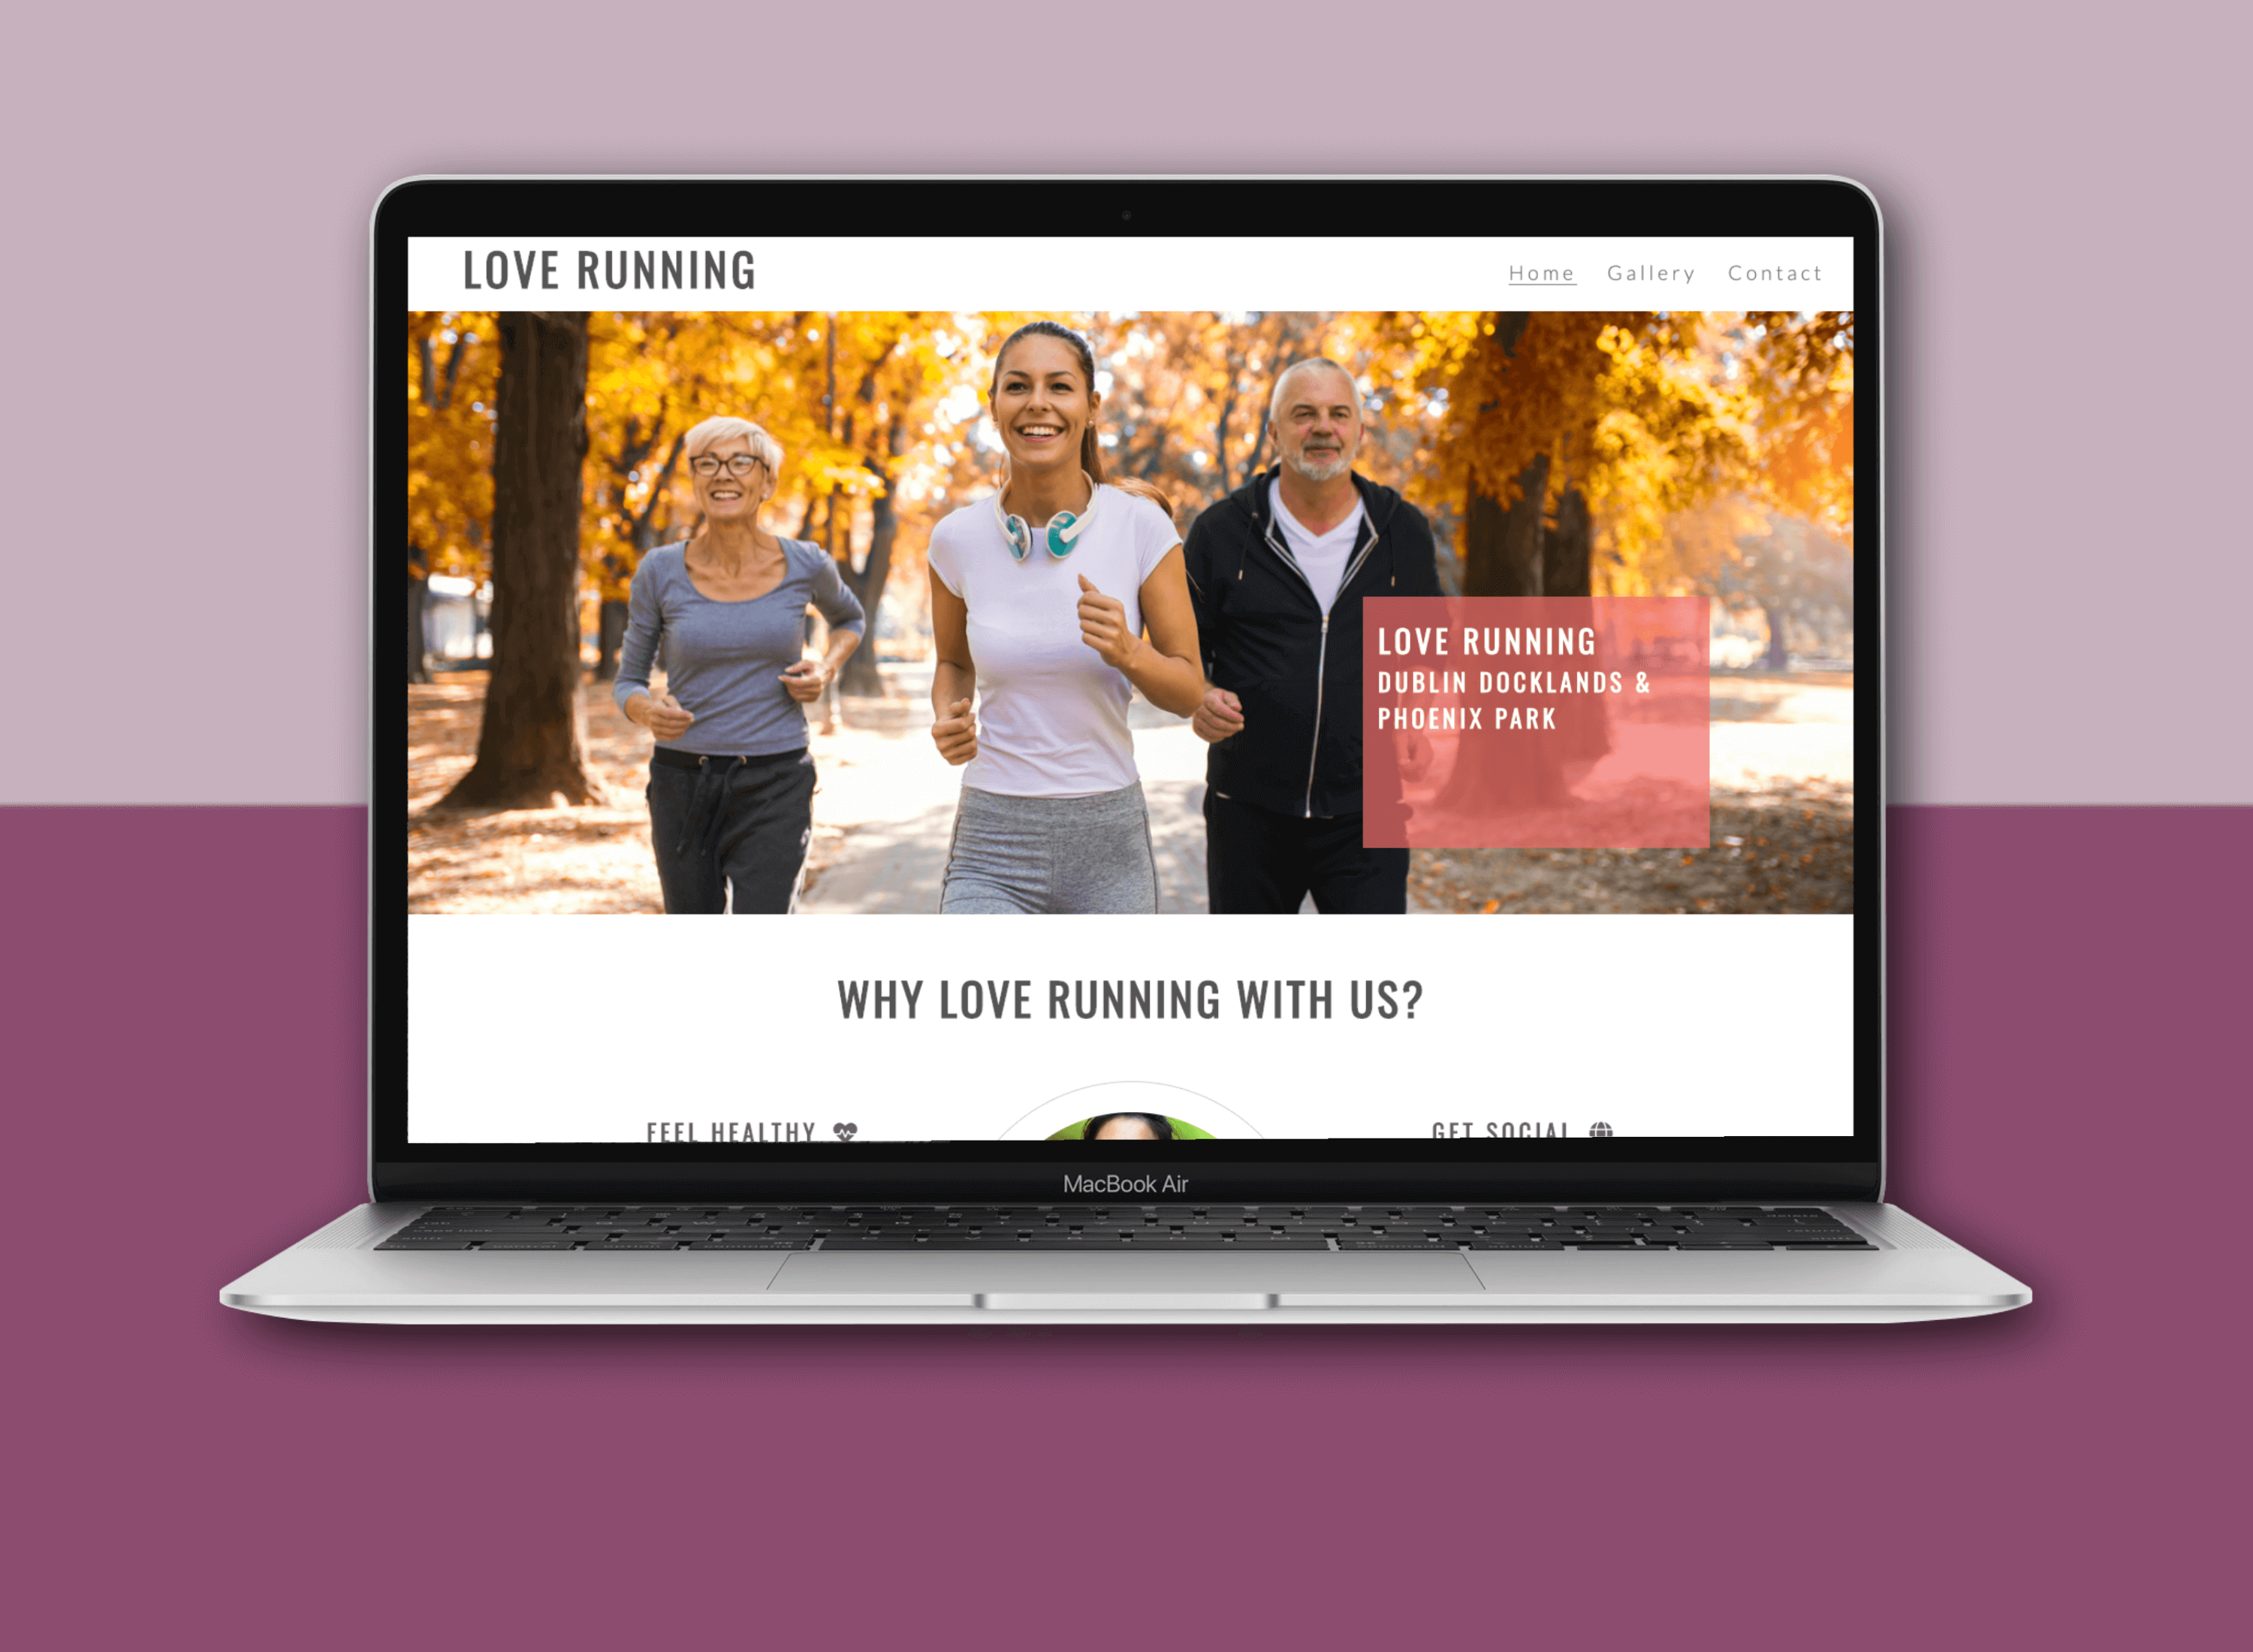 LOVE RUNNING
Home Gallery Contact
LOVE RUNNING
DUBLIN DOCKLANDS &
PHOENIX PARK
WHY LOVE RUNNING WITH US?
FEEL HEALTHY
GET SOCIAL
MacBook Air